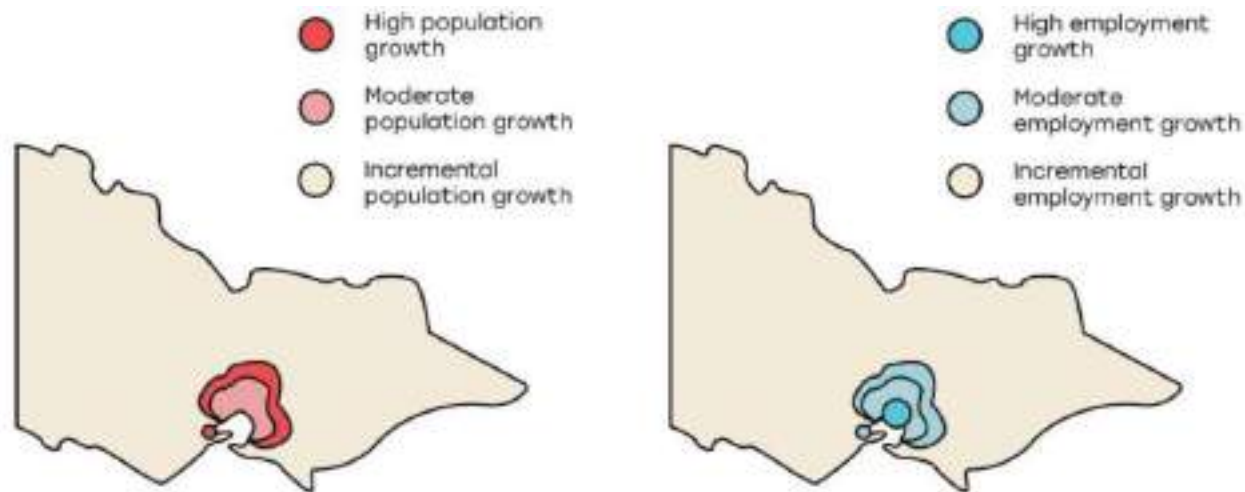 High population
growth
Moderate
population growth
Incremental
population growth
High employment
growth
Moderate
employment growth
Incremental
employment growth